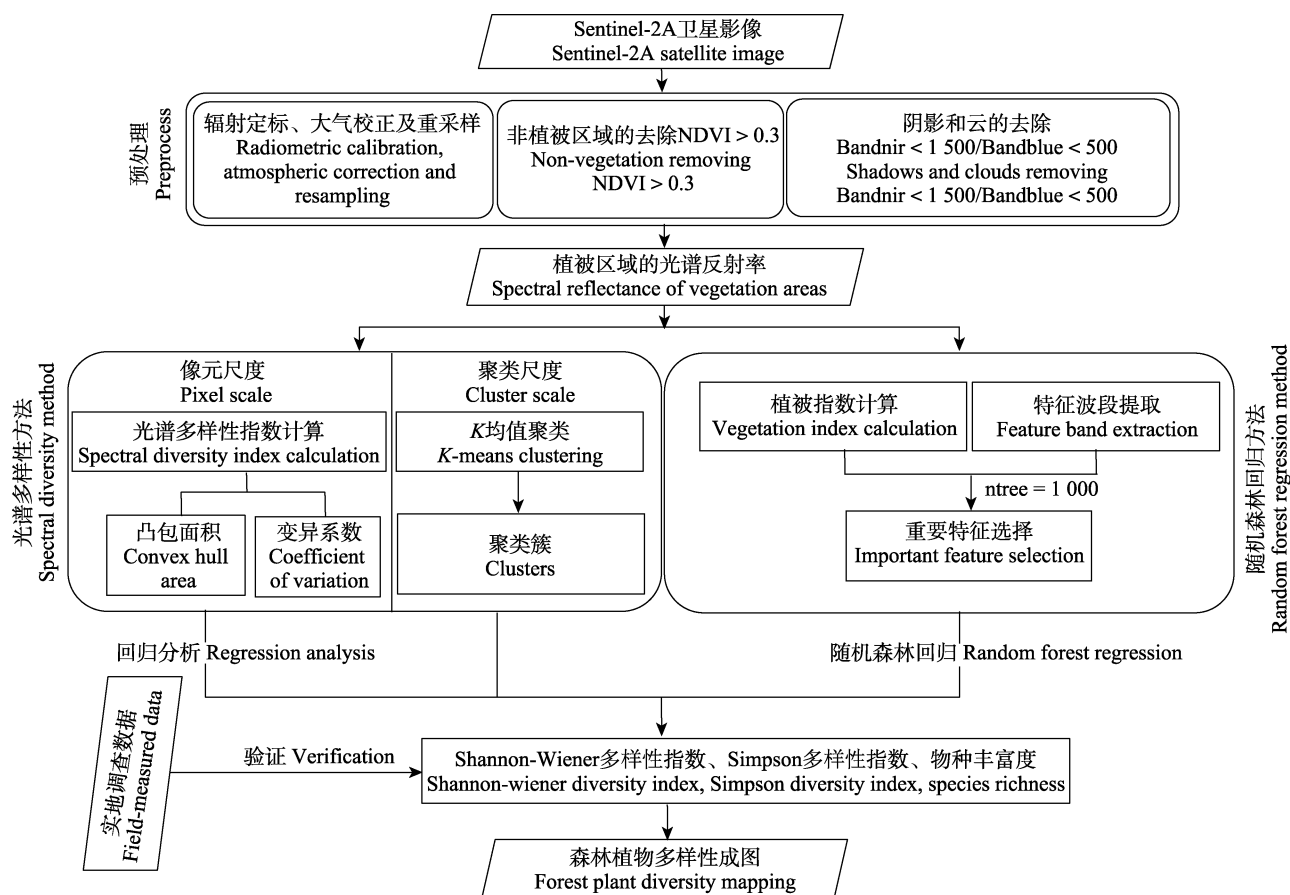 Sentinel-2A卫星影像
Sentinel-2A satellite image
预处理
Preprocess
辐射定标、大气校正及重采样
Radiometric calibration,
atmospheric correction and
resampling
非植被区域的去除NDVI > 0.3
Non-vegetation removing
NDVI > 0.3
阴影和云的去除
Bandnir < 1 500/Bandblue < 500
Shadows and clouds removing
Bandnir < 1 500/Bandblue < 500
植被区域的光谱反射率
Spectral reflectance of vegetation areas
光谱多样性方法
Spectral diversity method
像元尺度
Pixel scale
光谱多样性指数计算
Spectral diversity index calculation
凸包面积
Convex hull
area
变异系数
Coefficient
of variation
聚类尺度
Cluster scale
K均值聚类
K-means clustering
聚类簇
Clusters
植被指数计算
Vegetation index calculation
特征波段提取
Feature band extraction
ntree = 1 000
重要特征选择
Important feature selection
随机森林回归方法
Random forest regression method
回归分析 Regression analysis
随机森林回归 Random forest regression
实地调查数据
Field-measured data
验证 Verification
Shannon-Wiener多样性指数、Simpson多样性指数、物种丰富度
Shannon-wiener diversity index, Simpson diversity index, species richness
森林植物多样性成图
Forest plant diversity mapping